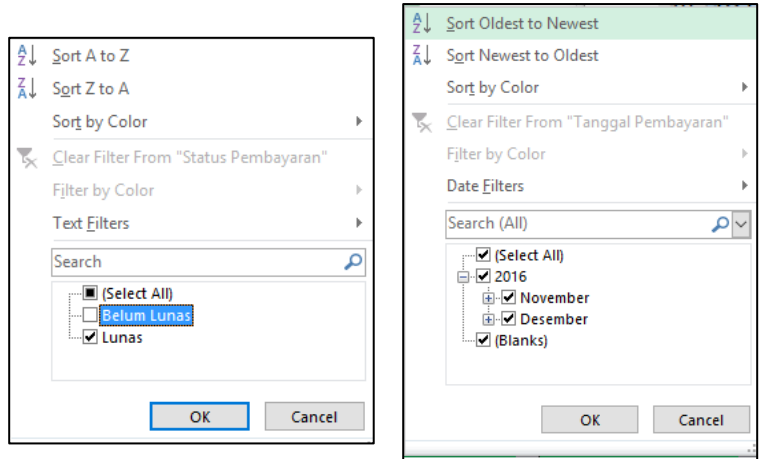 Sort A to Z
Sort Z to A
Sort by Color
Clear Filter From "Status Pembayaran"
Filter by Color
Text Filters
Search
(Select All)
Belum Lunas
Lunas
OK Cancel
Sort Oldest to Newest
Sort Newest to Oldest
Sort by Color
Clear Filter From "Tanggal Pembayaran"
Filter by Color
Date Filters
Search (All)
(Select All)
2016
November
Desember
(Blanks)
OK Cancel